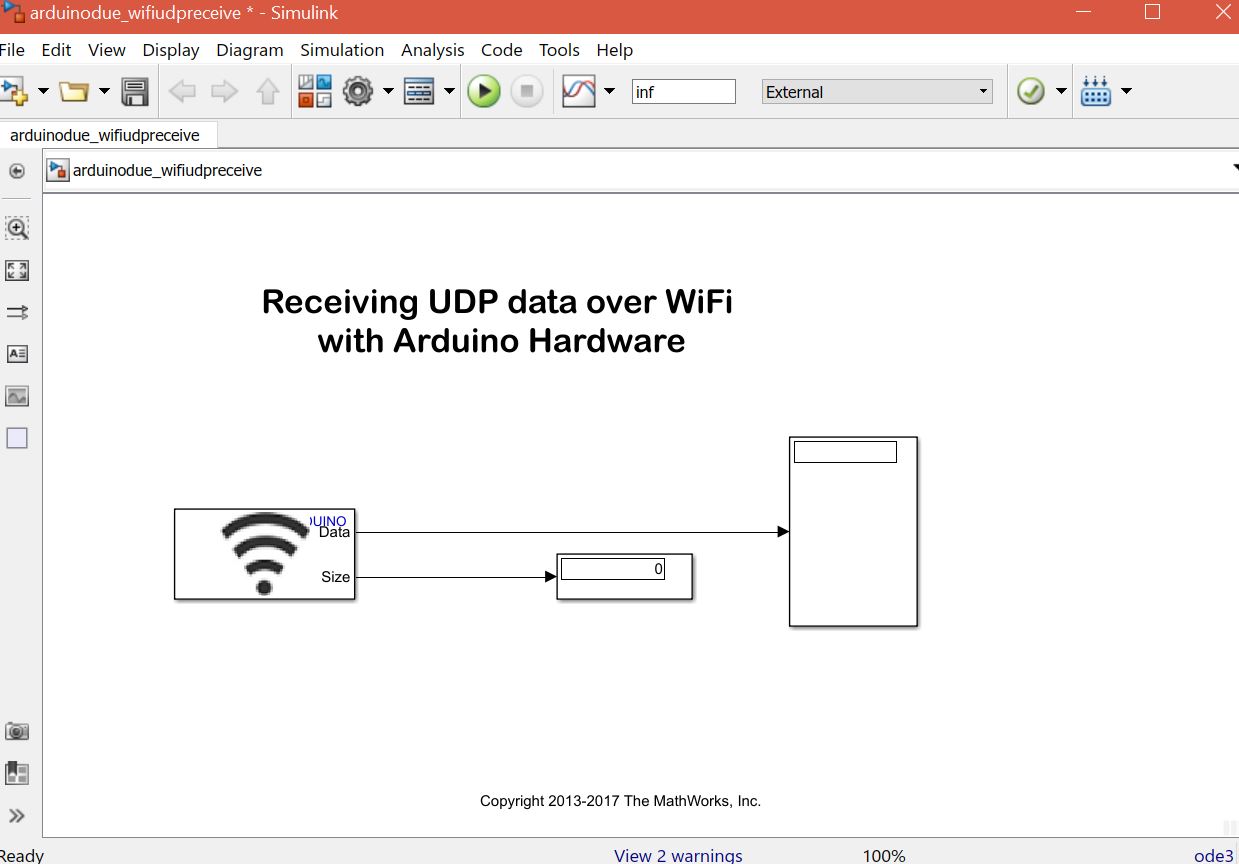 arduinodue_wifiudpreceive * - Simulink
File Edit View Display Diagram Simulation Analysis Code Tools Help
inf External
arduinodue_wifiudpreceive
arduinodue_wifiudpreceive
Receiving UDP data over WiFi
with Arduino Hardware
DUINO
Data
Size
0
Copyright 2013-2017 The MathWorks, Inc.
Ready View 2 warnings 100% ode3